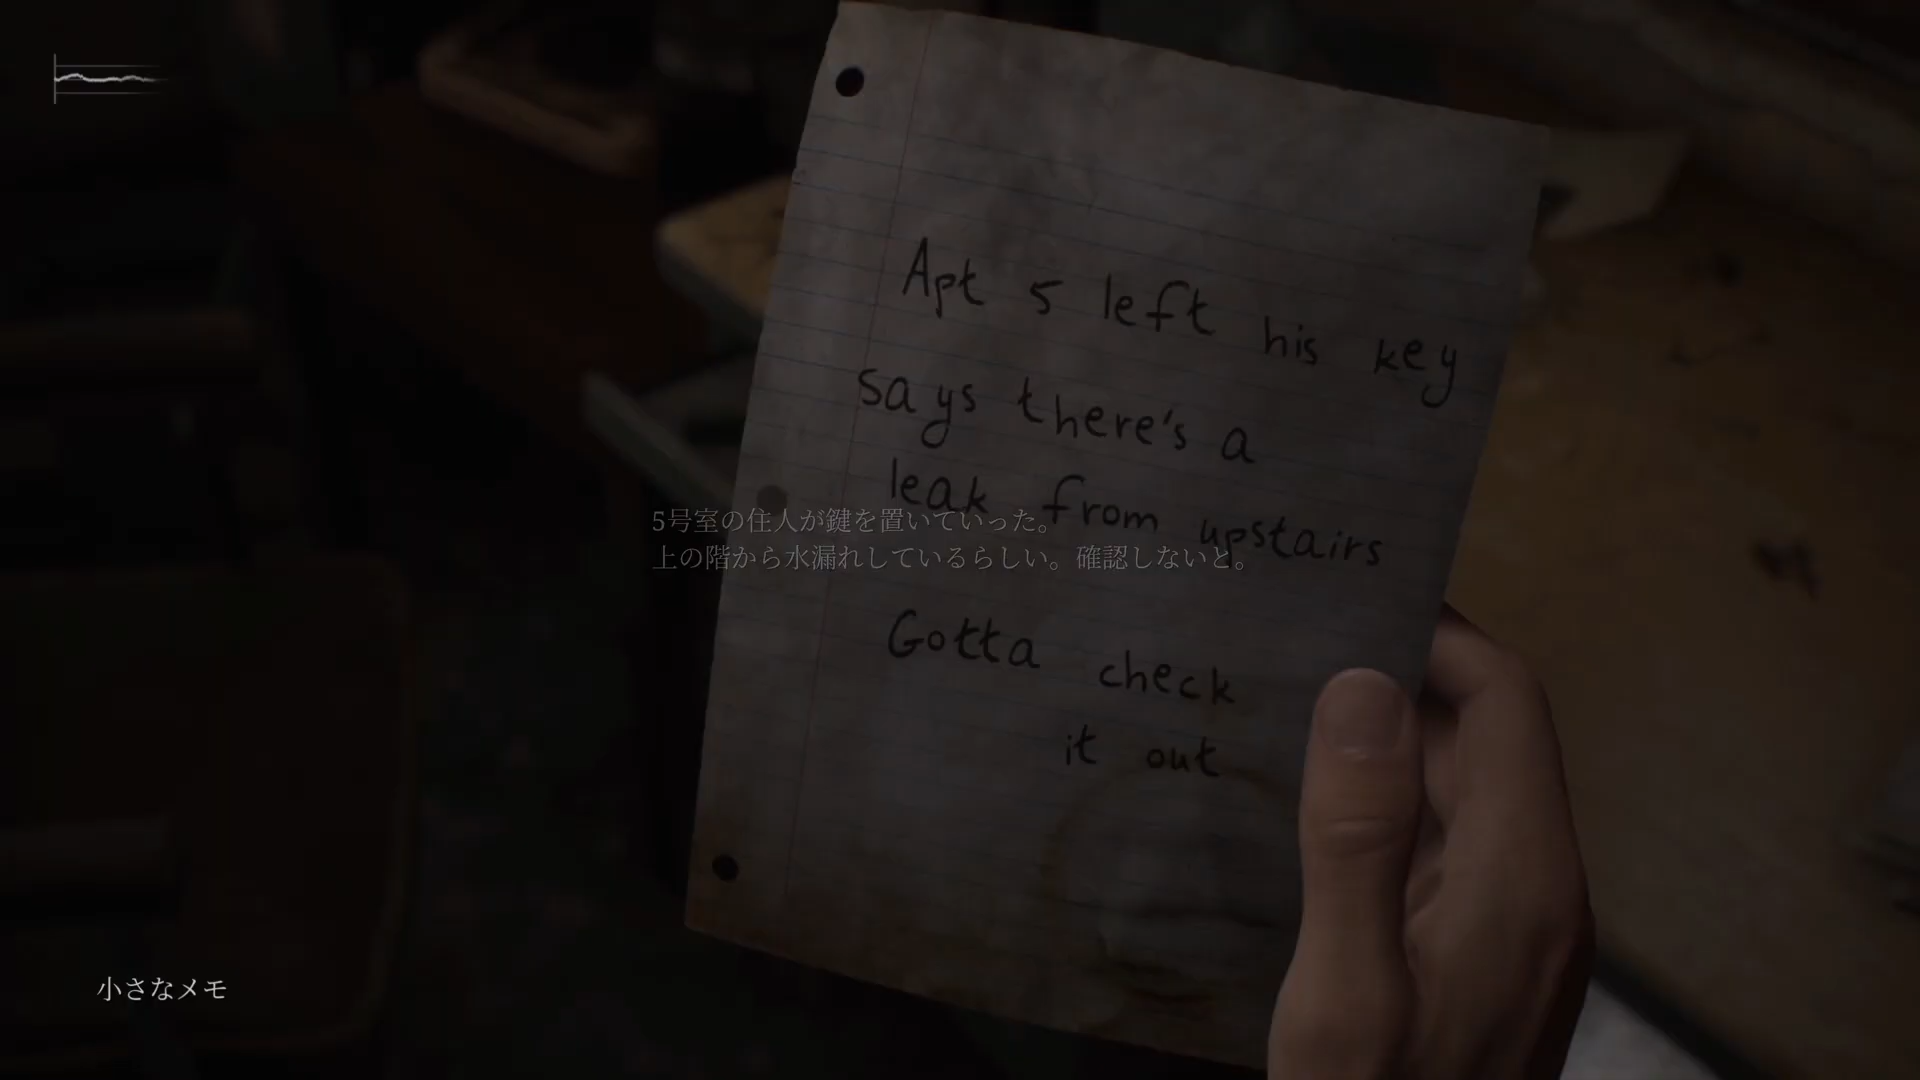 Apt 5 left his key
says there's a
leak from upstairs
Gotta check
it out
5号室の住人が鍵を置いていった。
上の階から水漏れしているらしい。確認しないと。
小さなメモ